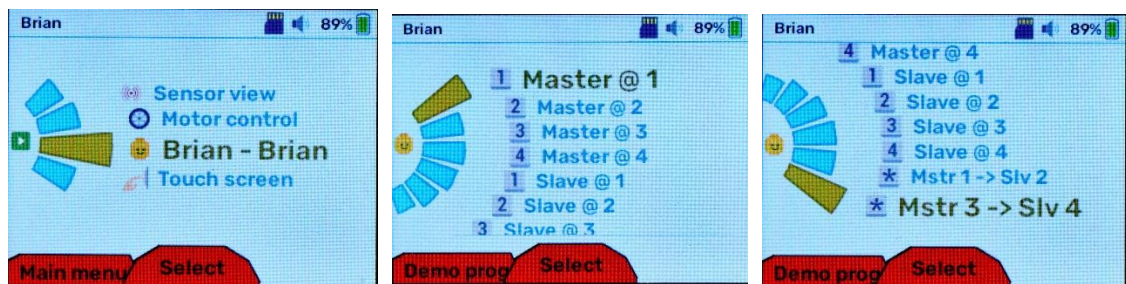 Brian 89%
Sensor view
Motor control
Brian - Brian
Touch screen
Main menu Select
Brian 89%
1 Master @ 1
2 Master @ 2
3 Master @ 3
4 Master @ 4
1 Slave @ 1
2 Slave @ 2
3 Slave @ 3
Demo prog Select
Brian 89%
4 Master @ 4
1 Slave @ 1
2 Slave @ 2
3 Slave @ 3
4 Slave @ 4
* Mstr 1 -> Slv 2
* Mstr 3 -> Slv 4
Demo prog Select